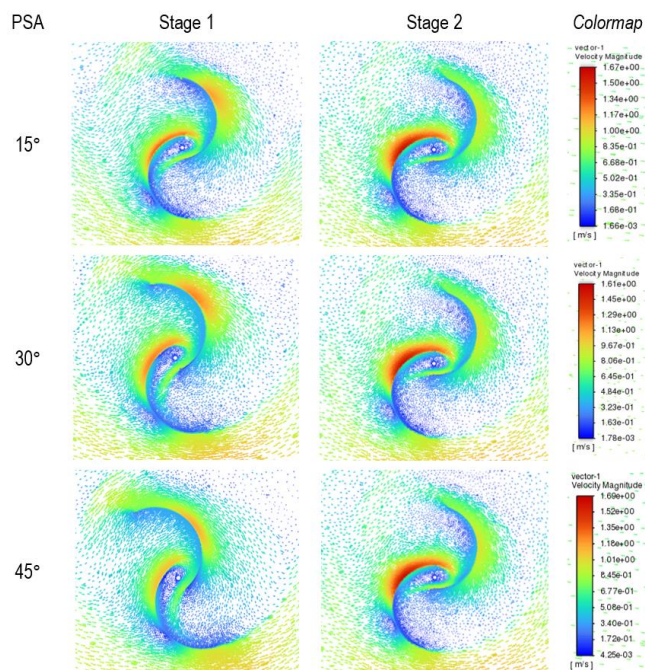 PSA Stage 1 Stage 2 Colormap
15°
vector-1
Velocity Magnitude
1.67e+00
1.50e+00
1.34e+00
1.17e+00
1.00e+00
8.35e-01
6.68e-01
5.02e-01
3.35e-01
1.68e-01
1.66e-03
[ m/s ]
30°
vector-1
Velocity Magnitude
1.61e+00
1.45e+00
1.29e+00
1.13e+00
9.67e-01
8.06e-01
6.45e-01
4.84e-01
3.23e-01
1.63e-01
1.78e-03
[ m/s ]
45°
vector-1
Velocity Magnitude
1.69e+00
1.52e+00
1.35e+00
1.18e+00
1.01e+00
8.45e-01
6.77e-01
5.06e-01
3.40e-01
1.72e-01
4.25e-03
[ m/s ]